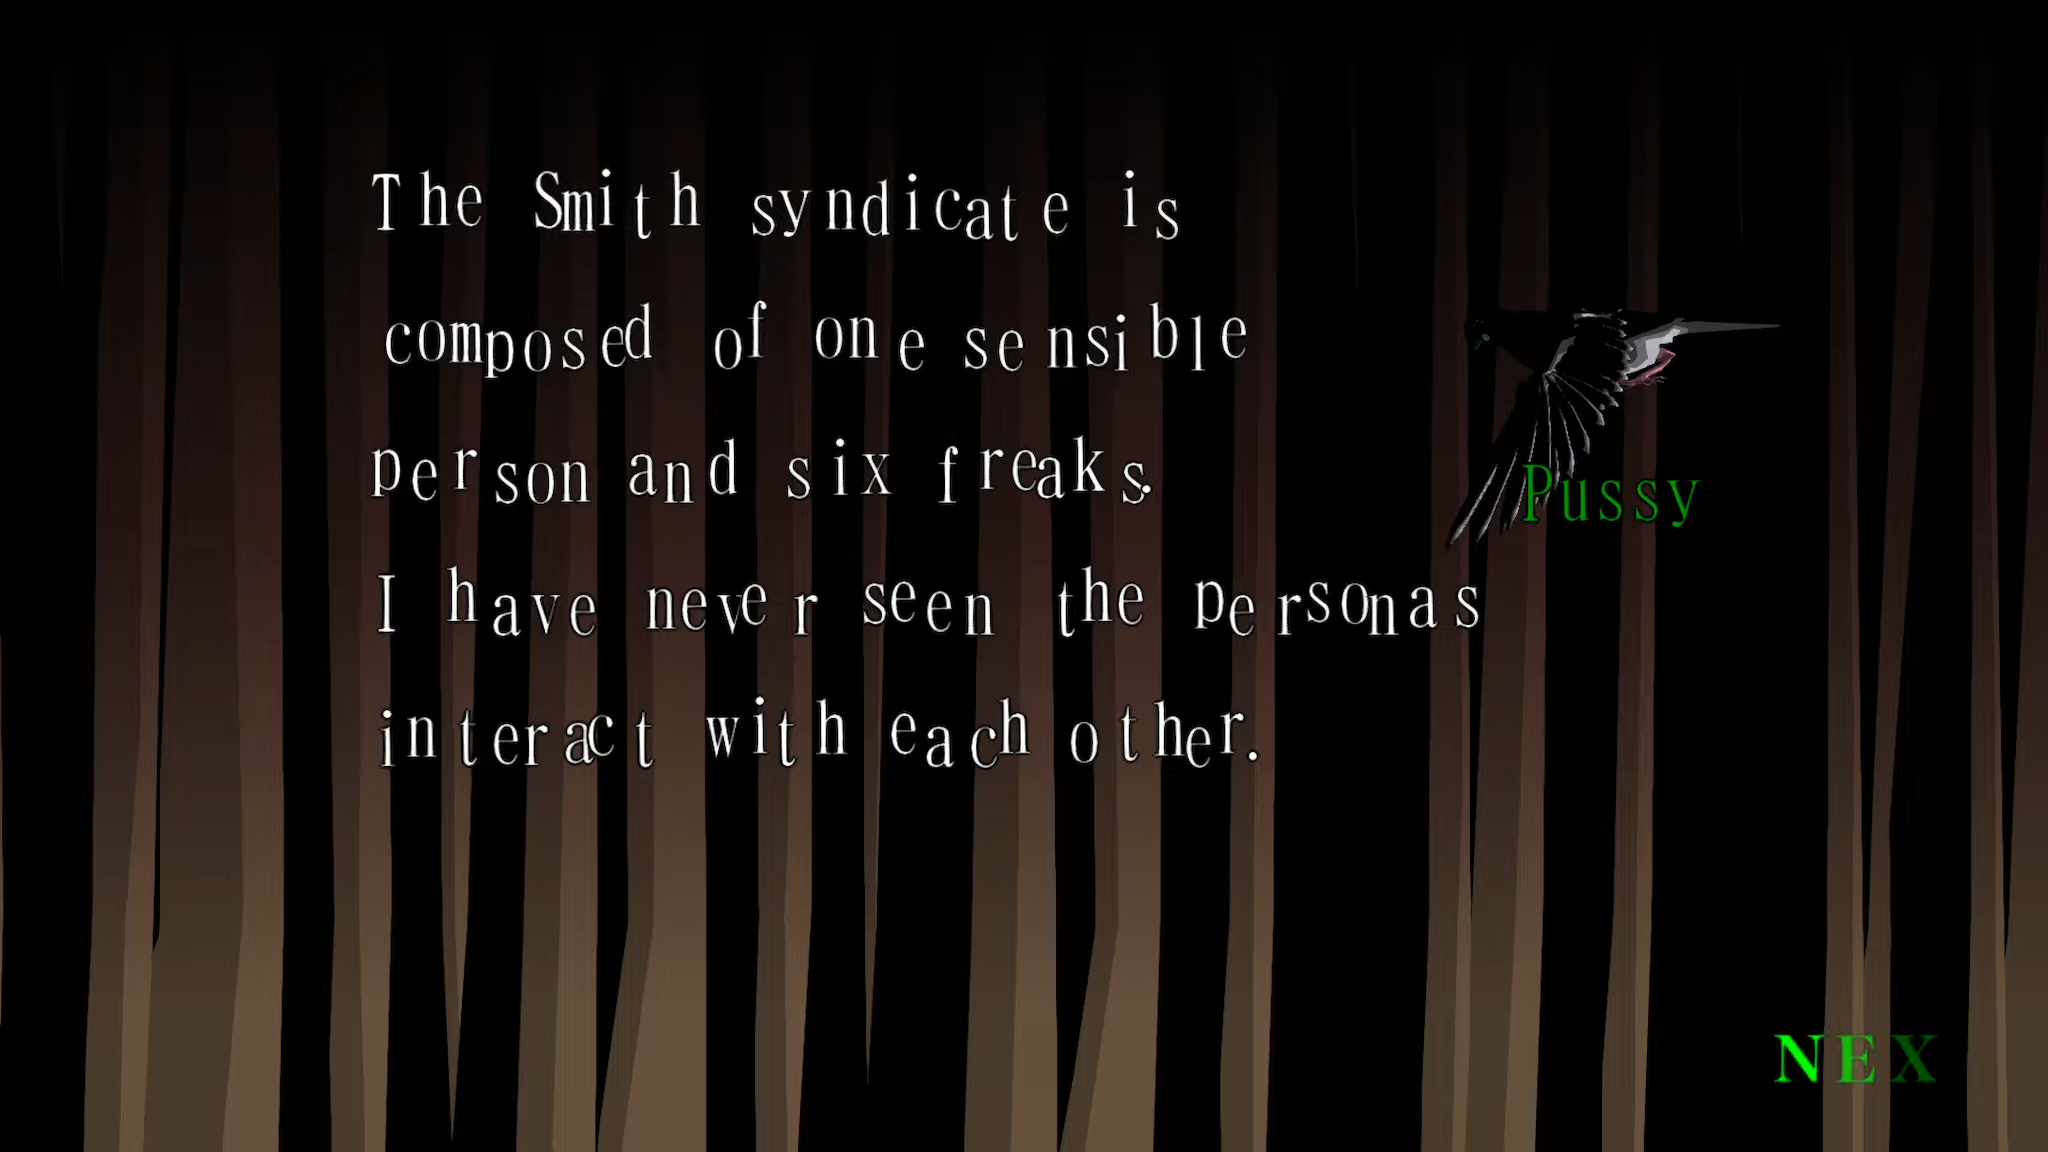 The Smith syndicate is
composed of one sensible
person and six freaks.
I have never seen the personas
interact with each other.
Pussy
NEX